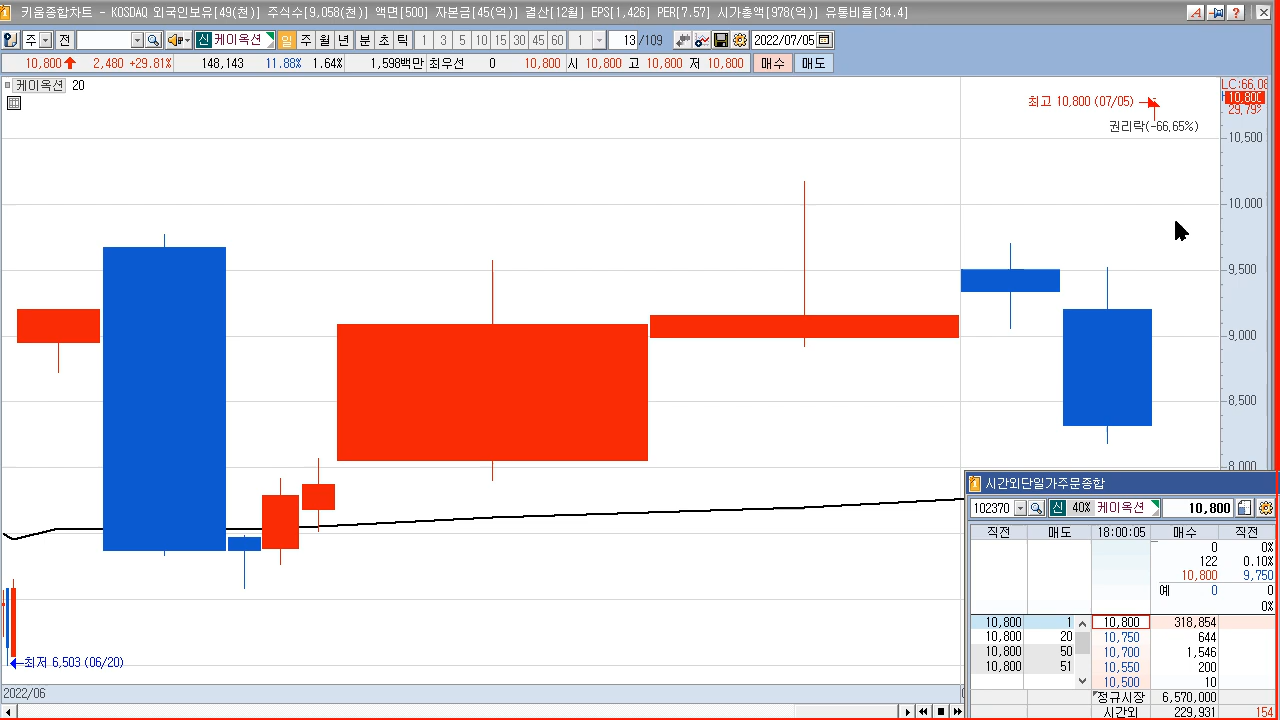 키움종합차트 - KOSDAQ 외국인보유[49(천)] 주식수[9,058(천)] 액면[500] 자본금[45(억)] 결산[12월] EPS[1,426] PER[7.57] 시가총액[978(억)] 유통비율[34.4]
주 전 신 케이옥션 일 주 월 년 분 초 틱 1 3 5 10 15 30 45 60 1 13 /109 2022/07/05
10,800 2,480 +29.81% 148,143 11.88% 1.64% 1,598백만 최우선 0 10,800 시 10,800 고 10,800 저 10,800 매수 매도
케이옥션 20
LC:66,08
최고 10,800 (07/05) 10,800
29.79%
권리락(-66.65%)
10,500
10,000
9,500
9,000
8,500
8,000
시간외단일가주문종합
102370 신 40% 케이옥션 10,800
직전 매도 18:00:05 매수 직전
0 0%
122 0.10%
10,800 9,750
예 0 0
0%
10,800 1 10,800 318,854
10,800 20 10,750 644
10,800 50 10,700 1,546
10,800 51 10,550 200
10,500 10
정규시장 6,570,000
시간외 229,931 154
최저 6,503 (06/20)
2022/06